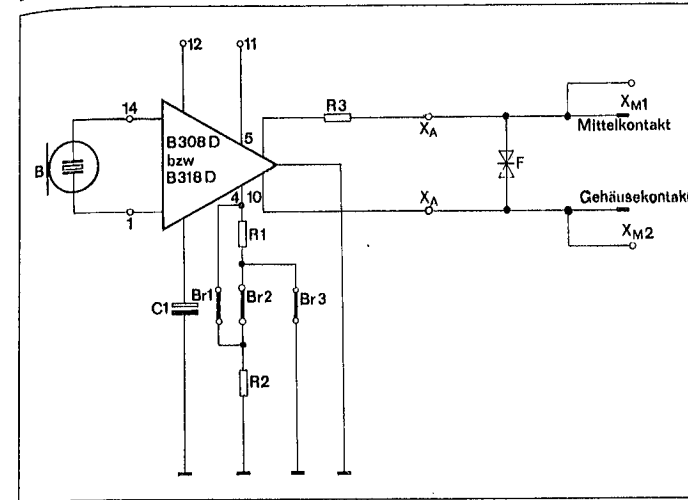 12
11
14
B308D
bzw
B318D
5
R3
XA
XM1
Mittelkontakt
B
F
1
4
10
XA
Gehäusekontakt
XM2
R1
C1
Br1
Br2
Br3
R2